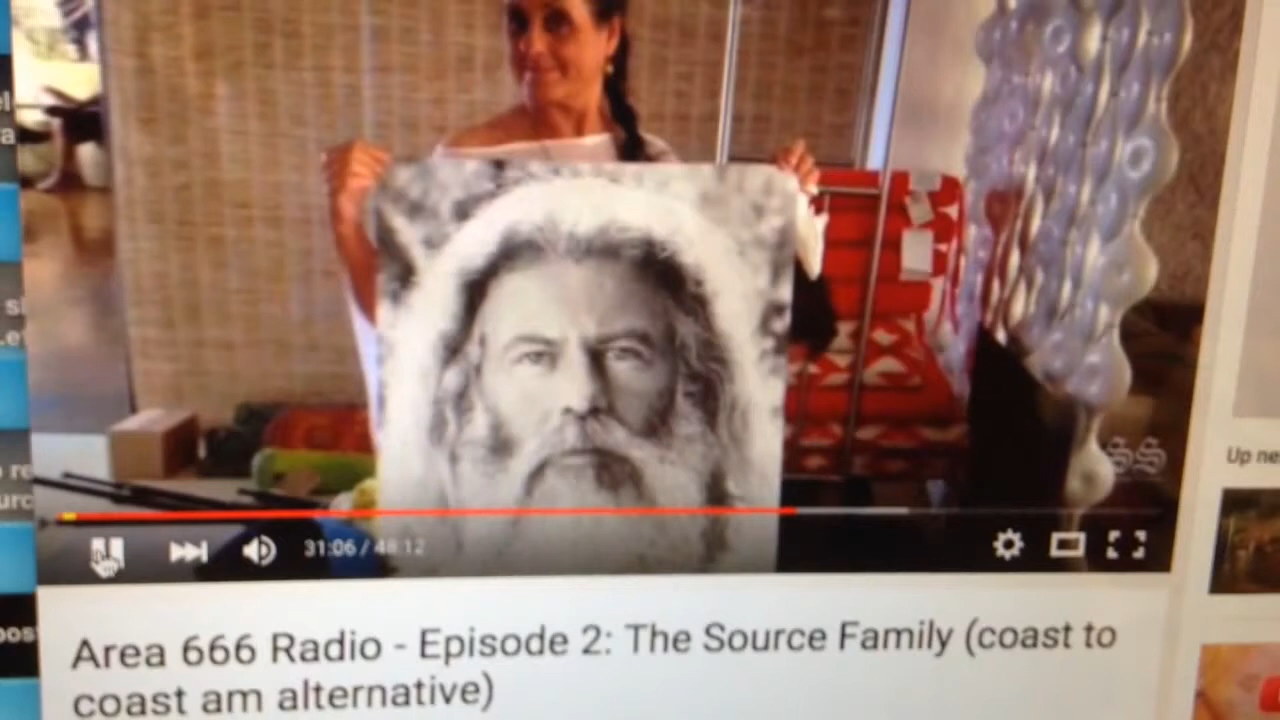 31:06 / 48:12
Up ne
Area 666 Radio - Episode 2: The Source Family (coast to
coast am alternative)